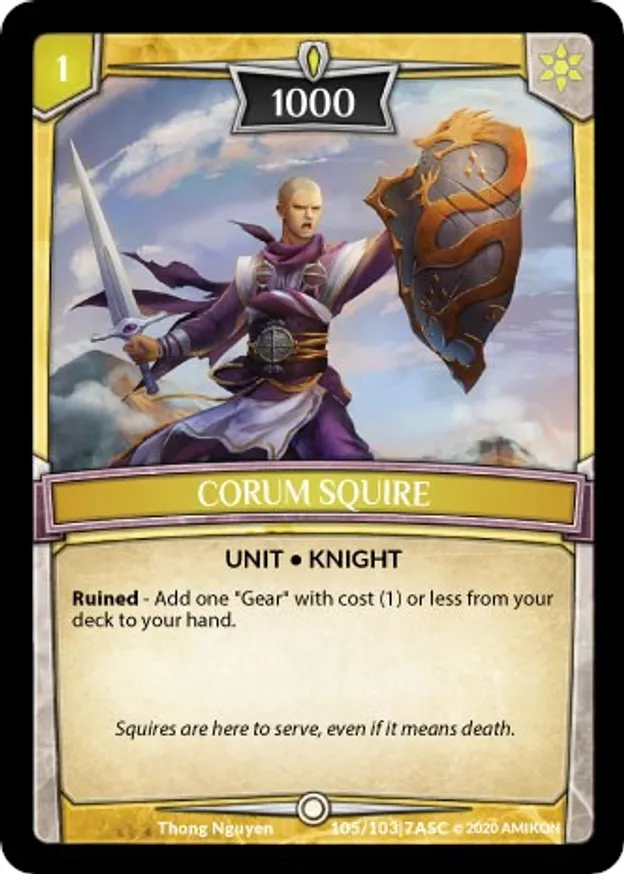 1
1000
CORUM SQUIRE
UNIT • KNIGHT
Ruined - Add one "Gear" with cost (1) or less from your
deck to your hand.
Squires are here to serve, even if it means death.
Thong Nguyen 105/103|7ASC © 2020 AMIKON